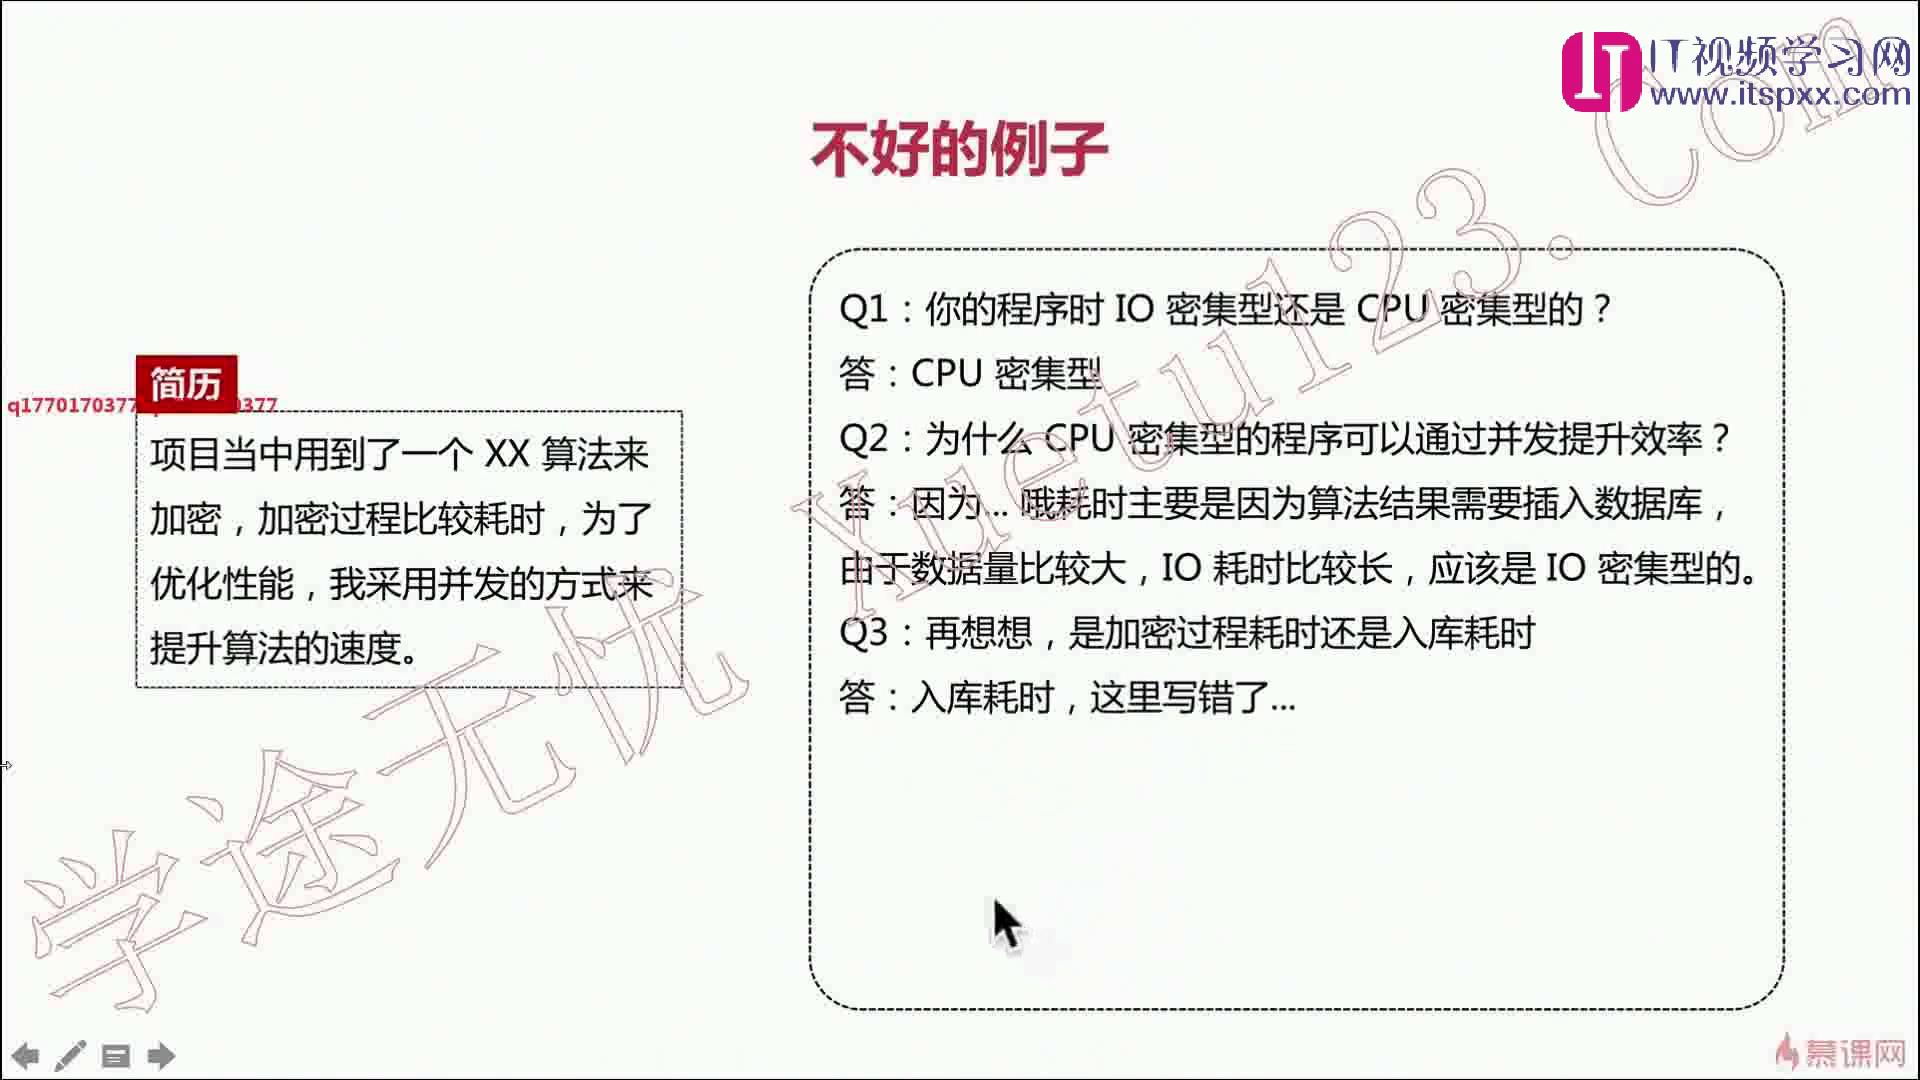 IT视频学习网
www.itspxx.com
不好的例子
简历
q1770170377
项目当中用到了一个 XX 算法来
加密，加密过程比较耗时，为了
优化性能，我采用并发的方式来
提升算法的速度。
Q1：你的程序时 IO 密集型还是 CPU 密集型的？
答：CPU 密集型
Q2：为什么 CPU 密集型的程序可以通过并发提升效率？
答：因为... 哦耗时主要是因为算法结果需要插入数据库，
由于数据量比较大，IO 耗时比较长，应该是 IO 密集型的。
Q3：再想想，是加密过程耗时还是入库耗时
答：入库耗时，这里写错了...
学途无忧 Xuetu123.Com
慕课网